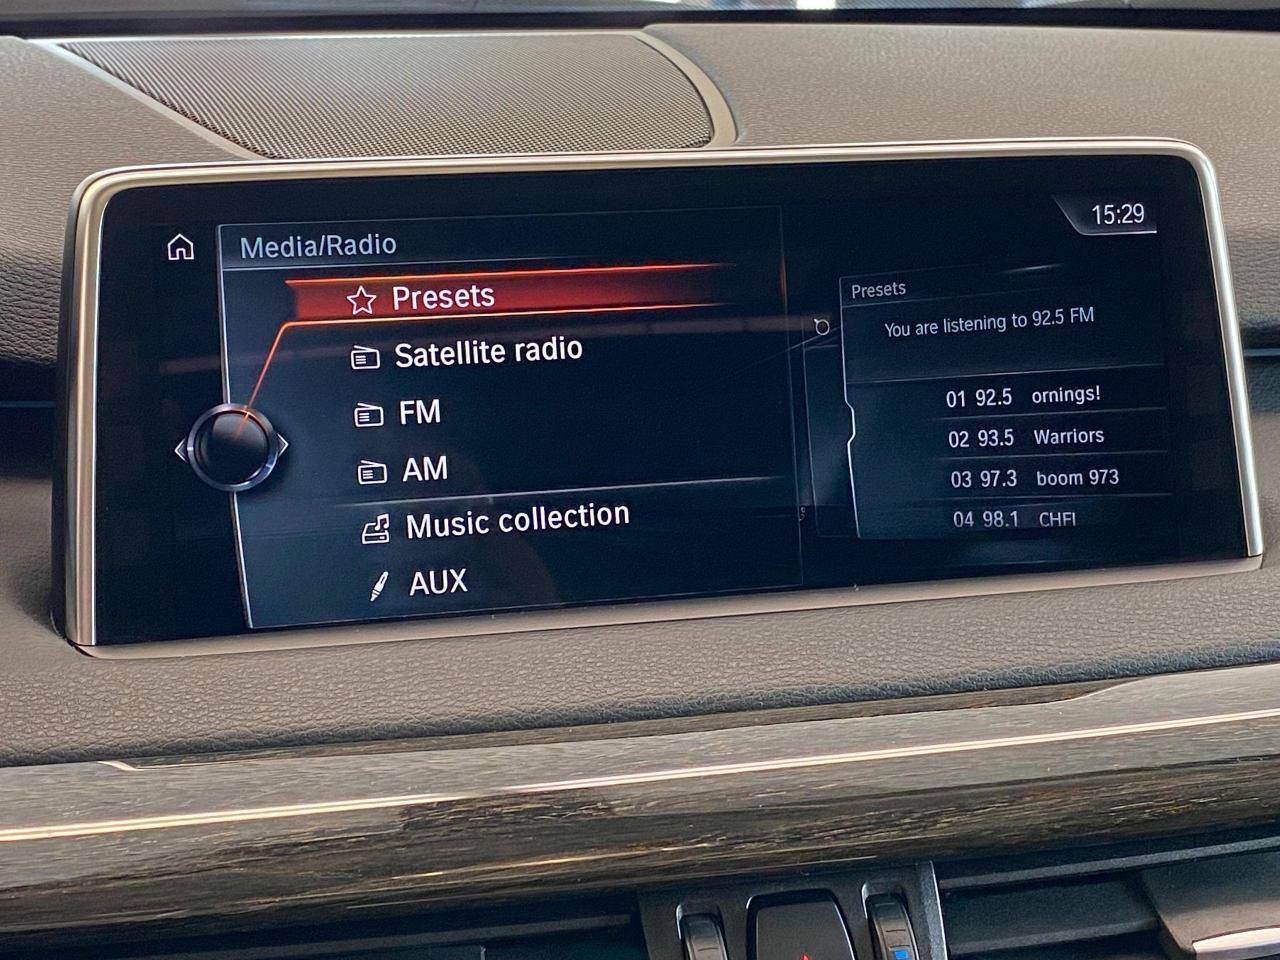 15:29
Media/Radio
Presets
Satellite radio
FM
AM
Music collection
AUX
Presets
You are listening to 92.5 FM
01 92.5 ornings!
02 93.5 Warriors
03 97.3 boom 973
04 98.1 CHFI